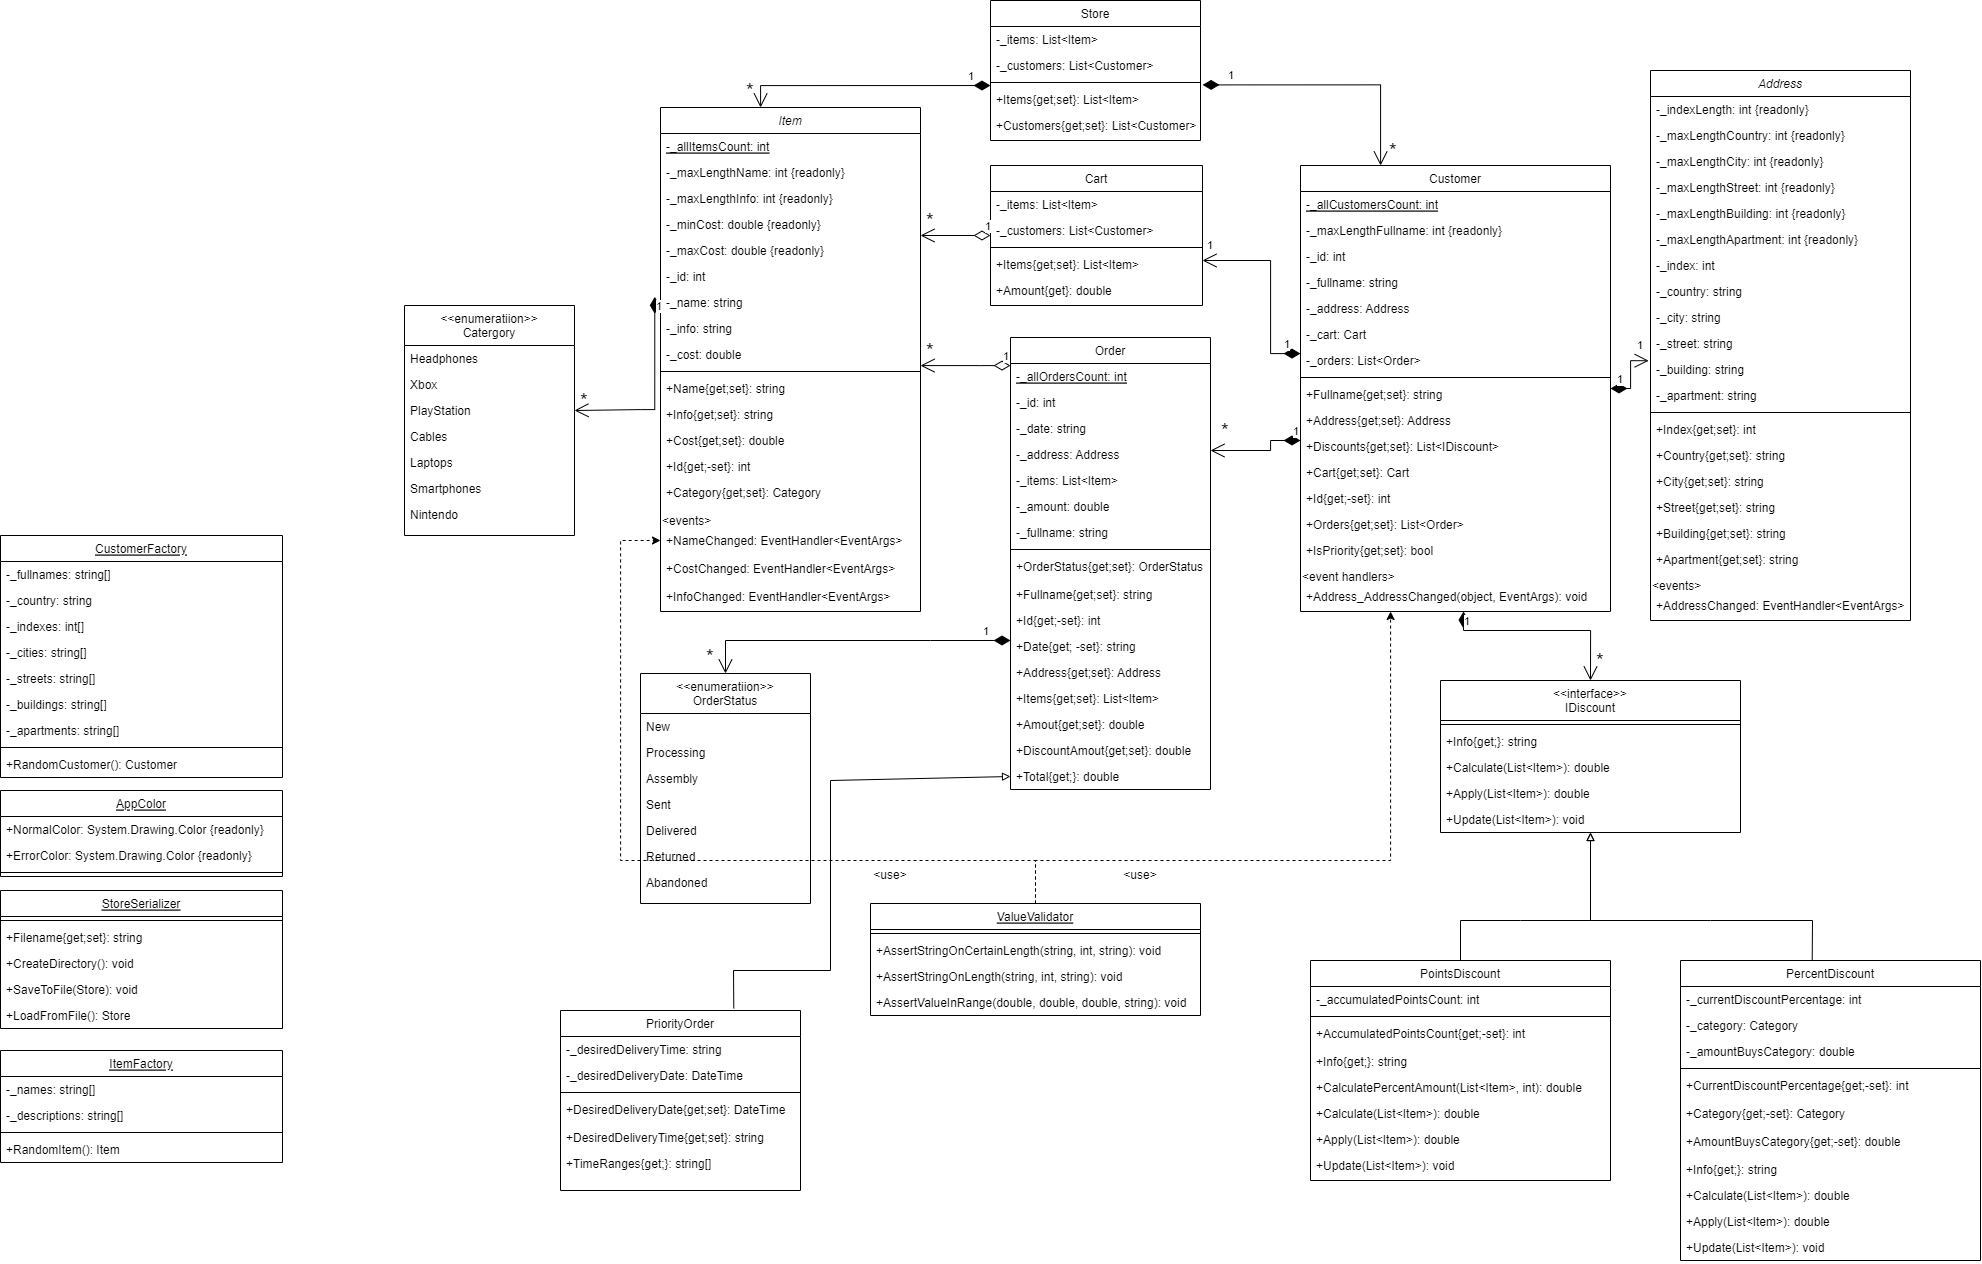 Store
-_items: List<Item>
-_customers: List<Customer>
+Items{get;set}: List<Item>
+Customers{get;set}: List<Customer>
1
*
1
*
Item
-_allItemsCount: int
-_maxLengthName: int {readonly}
-_maxLengthInfo: int {readonly}
-_minCost: double {readonly}
-_maxCost: double {readonly}
-_id: int
-_name: string
-_info: string
-_cost: double
+Name{get;set}: string
+Info{get;set}: string
+Cost{get;set}: double
+Id{get;-set}: int
+Category{get;set}: Category
<events>
+NameChanged: EventHandler<EventArgs>
+CostChanged: EventHandler<EventArgs>
+InfoChanged: EventHandler<EventArgs>
1
*
Cart
-_items: List<Item>
-_customers: List<Customer>
+Items{get;set}: List<Item>
+Amount{get}: double
*
1
1
1
Customer
-_allCustomersCount: int
-_maxLengthFullname: int {readonly}
-_id: int
-_fullname: string
-_address: Address
-_cart: Cart
-_orders: List<Order>
+Fullname{get;set}: string
+Address{get;set}: Address
+Discounts{get;set}: List<IDiscount>
+Cart{get;set}: Cart
+Id{get;-set}: int
+Orders{get;set}: List<Order>
+IsPriority{get;set}: bool
<event handlers>
+Address_AddressChanged(object, EventArgs): void
1
1
1
*
1
*
Address
-_indexLength: int {readonly}
-_maxLengthCountry: int {readonly}
-_maxLengthCity: int {readonly}
-_maxLengthStreet: int {readonly}
-_maxLengthBuilding: int {readonly}
-_maxLengthApartment: int {readonly}
-_index: int
-_country: string
-_city: string
-_street: string
-_building: string
-_apartment: string
+Index{get;set}: int
+Country{get;set}: string
+City{get;set}: string
+Street{get;set}: string
+Building{get;set}: string
+Apartment{get;set}: string
<events>
+AddressChanged: EventHandler<EventArgs>
<<enumeratiion>>
Catergory
Headphones
Xbox
PlayStation
Cables
Laptops
Smartphones
Nintendo
Order
-_allOrdersCount: int
-_id: int
-_date: string
-_address: Address
-_items: List<Item>
-_amount: double
-_fullname: string
+OrderStatus{get;set}: OrderStatus
+Fullname{get;set}: string
+Id{get;-set}: int
+Date{get; -set}: string
+Address{get;set}: Address
+Items{get;set}: List<Item>
+Amout{get;set}: double
+DiscountAmout{get;set}: double
+Total{get;}: double
*
1
1
*
CustomerFactory
-_fullnames: string[]
-_country: string
-_indexes: int[]
-_cities: string[]
-_streets: string[]
-_buildings: string[]
-_apartments: string[]
+RandomCustomer(): Customer
AppColor
+NormalColor: System.Drawing.Color {readonly}
+ErrorColor: System.Drawing.Color {readonly}
StoreSerializer
+Filename{get;set}: string
+CreateDirectory(): void
+SaveToFile(Store): void
+LoadFromFile(): Store
ItemFactory
-_names: string[]
-_descriptions: string[]
+RandomItem(): Item
<<enumeratiion>>
OrderStatus
New
Processing
Assembly
Sent
Delivered
Returned
Abandoned
<<interface>>
IDiscount
+Info{get;}: string
+Calculate(List<Item>): double
+Apply(List<Item>): double
+Update(List<Item>): void
<use>
<use>
ValueValidator
+AssertStringOnCertainLength(string, int, string): void
+AssertStringOnLength(string, int, string): void
+AssertValueInRange(double, double, double, string): void
PriorityOrder
-_desiredDeliveryTime: string
-_desiredDeliveryDate: DateTime
+DesiredDeliveryDate{get;set}: DateTime
+DesiredDeliveryTime{get;set}: string
+TimeRanges{get;}: string[]
PointsDiscount
-_accumulatedPointsCount: int
+AccumulatedPointsCount{get;-set}: int
+Info{get;}: string
+CalculatePercentAmount(List<Item>, int): double
+Calculate(List<Item>): double
+Apply(List<Item>): double
+Update(List<Item>): void
PercentDiscount
-_currentDiscountPercentage: int
-_category: Category
-_amountBuysCategory: double
+CurrentDiscountPercentage{get;-set}: int
+Category{get;-set}: Category
+AmountBuysCategory{get;-set}: double
+Info{get;}: string
+Calculate(List<Item>): double
+Apply(List<Item>): double
+Update(List<Item>): void